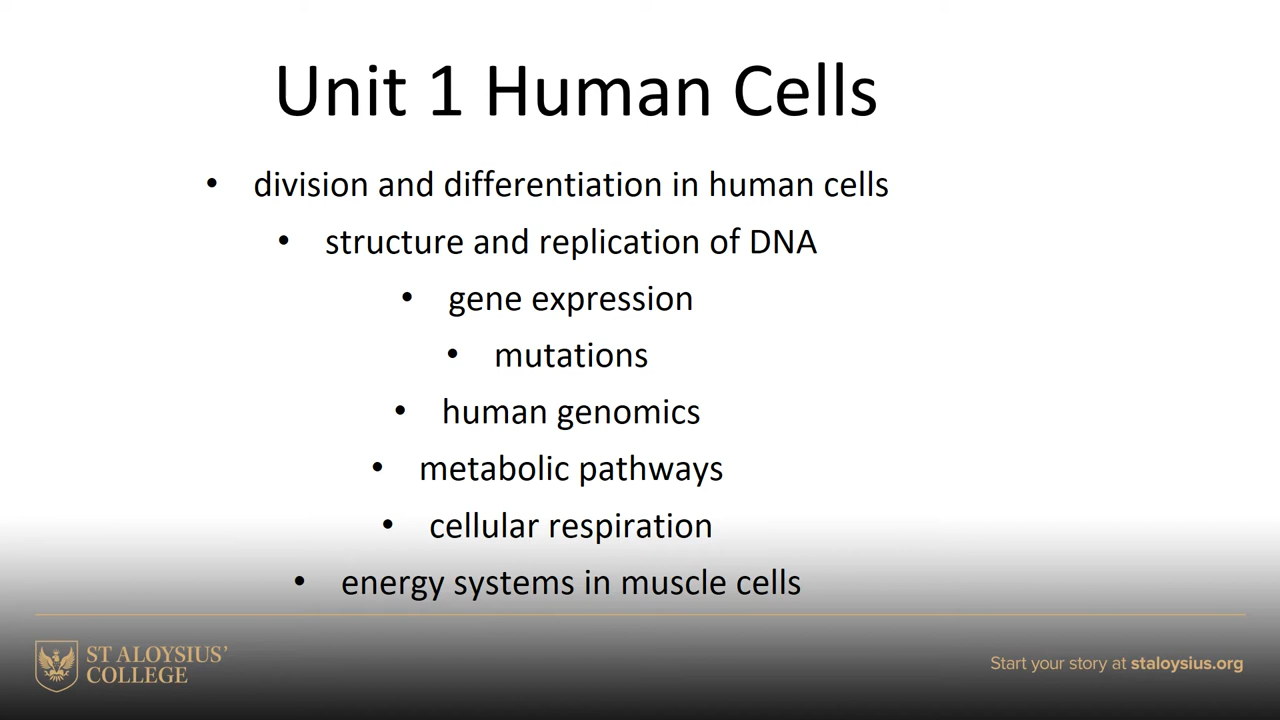 Unit 1 Human Cells
• division and differentiation in human cells
• structure and replication of DNA
• gene expression
• mutations
• human genomics
• metabolic pathways
• cellular respiration
• energy systems in muscle cells
ST ALOYSIUS’
COLLEGE
Start your story at staloysius.org